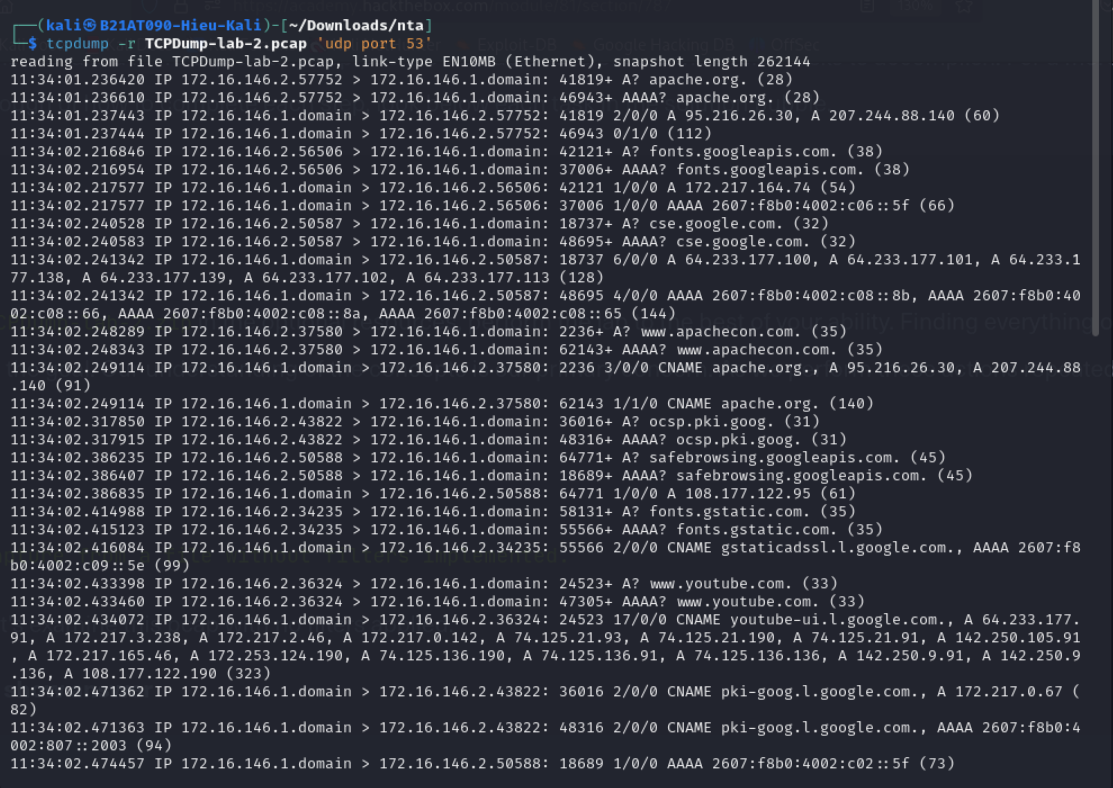 ┌──(kali㉿B21AT090-Hieu-Kali)-[~/Downloads/nta]
└─$ tcpdump -r TCPDump-lab-2.pcap 'udp port 53'
reading from file TCPDump-lab-2.pcap, link-type EN10MB (Ethernet), snapshot length 262144
11:34:01.236420 IP 172.16.146.2.57752 > 172.16.146.1.domain: 41819+ A? apache.org. (28)
11:34:01.236610 IP 172.16.146.2.57752 > 172.16.146.1.domain: 46943+ AAAA? apache.org. (28)
11:34:01.237443 IP 172.16.146.1.domain > 172.16.146.2.57752: 41819 2/0/0 A 95.216.26.30, A 207.244.88.140 (60)
11:34:01.237444 IP 172.16.146.1.domain > 172.16.146.2.57752: 46943 0/1/0 (112)
11:34:02.216846 IP 172.16.146.2.56506 > 172.16.146.1.domain: 42121+ A? fonts.googleapis.com. (38)
11:34:02.216954 IP 172.16.146.2.56506 > 172.16.146.1.domain: 37006+ AAAA? fonts.googleapis.com. (38)
11:34:02.217577 IP 172.16.146.1.domain > 172.16.146.2.56506: 42121 1/0/0 A 172.217.164.74 (54)
11:34:02.217577 IP 172.16.146.1.domain > 172.16.146.2.56506: 37006 1/0/0 AAAA 2607:f8b0:4002:c06::5f (66)
11:34:02.240528 IP 172.16.146.2.50587 > 172.16.146.1.domain: 18737+ A? cse.google.com. (32)
11:34:02.240583 IP 172.16.146.2.50587 > 172.16.146.1.domain: 48695+ AAAA? cse.google.com. (32)
11:34:02.241342 IP 172.16.146.1.domain > 172.16.146.2.50587: 18737 6/0/0 A 64.233.177.100, A 64.233.177.101, A 64.233.1
77.138, A 64.233.177.139, A 64.233.177.102, A 64.233.177.113 (128)
11:34:02.241342 IP 172.16.146.1.domain > 172.16.146.2.50587: 48695 4/0/0 AAAA 2607:f8b0:4002:c08::8b, AAAA 2607:f8b0:40
02:c08::66, AAAA 2607:f8b0:4002:c08::8a, AAAA 2607:f8b0:4002:c08::65 (144)
11:34:02.248289 IP 172.16.146.2.37580 > 172.16.146.1.domain: 2236+ A? www.apachecon.com. (35)
11:34:02.248343 IP 172.16.146.2.37580 > 172.16.146.1.domain: 62143+ AAAA? www.apachecon.com. (35)
11:34:02.249114 IP 172.16.146.1.domain > 172.16.146.2.37580: 2236 3/0/0 CNAME apache.org., A 95.216.26.30, A 207.244.88
.140 (91)
11:34:02.249114 IP 172.16.146.1.domain > 172.16.146.2.37580: 62143 1/1/0 CNAME apache.org. (140)
11:34:02.317850 IP 172.16.146.2.43822 > 172.16.146.1.domain: 36016+ A? ocsp.pki.goog. (31)
11:34:02.317915 IP 172.16.146.2.43822 > 172.16.146.1.domain: 48316+ AAAA? ocsp.pki.goog. (31)
11:34:02.386235 IP 172.16.146.2.50588 > 172.16.146.1.domain: 64771+ A? safebrowsing.googleapis.com. (45)
11:34:02.386407 IP 172.16.146.2.50588 > 172.16.146.1.domain: 18689+ AAAA? safebrowsing.googleapis.com. (45)
11:34:02.386835 IP 172.16.146.1.domain > 172.16.146.2.50588: 64771 1/0/0 A 108.177.122.95 (61)
11:34:02.414988 IP 172.16.146.2.34235 > 172.16.146.1.domain: 58131+ A? fonts.gstatic.com. (35)
11:34:02.415123 IP 172.16.146.2.34235 > 172.16.146.1.domain: 55566+ AAAA? fonts.gstatic.com. (35)
11:34:02.416084 IP 172.16.146.1.domain > 172.16.146.2.34235: 55566 2/0/0 CNAME gstaticadssl.l.google.com., AAAA 2607:f8
b0:4002:c09::5e (99)
11:34:02.433398 IP 172.16.146.2.36324 > 172.16.146.1.domain: 24523+ A? www.youtube.com. (33)
11:34:02.433460 IP 172.16.146.2.36324 > 172.16.146.1.domain: 47305+ AAAA? www.youtube.com. (33)
11:34:02.434072 IP 172.16.146.1.domain > 172.16.146.2.36324: 24523 17/0/0 CNAME youtube-ui.l.google.com., A 64.233.177.
91, A 172.217.3.238, A 172.217.2.46, A 172.217.0.142, A 74.125.21.93, A 74.125.21.190, A 74.125.21.91, A 142.250.105.91
, A 172.217.165.46, A 172.253.124.190, A 74.125.136.190, A 74.125.136.91, A 74.125.136.136, A 142.250.9.91, A 142.250.9
.136, A 108.177.122.190 (323)
11:34:02.471362 IP 172.16.146.1.domain > 172.16.146.2.43822: 36016 2/0/0 CNAME pki-goog.l.google.com., A 172.217.0.67 (
82)
11:34:02.471363 IP 172.16.146.1.domain > 172.16.146.2.43822: 48316 2/0/0 CNAME pki-goog.l.google.com., AAAA 2607:f8b0:4
002:807::2003 (94)
11:34:02.474457 IP 172.16.146.1.domain > 172.16.146.2.50588: 18689 1/0/0 AAAA 2607:f8b0:4002:c02::5f (73)